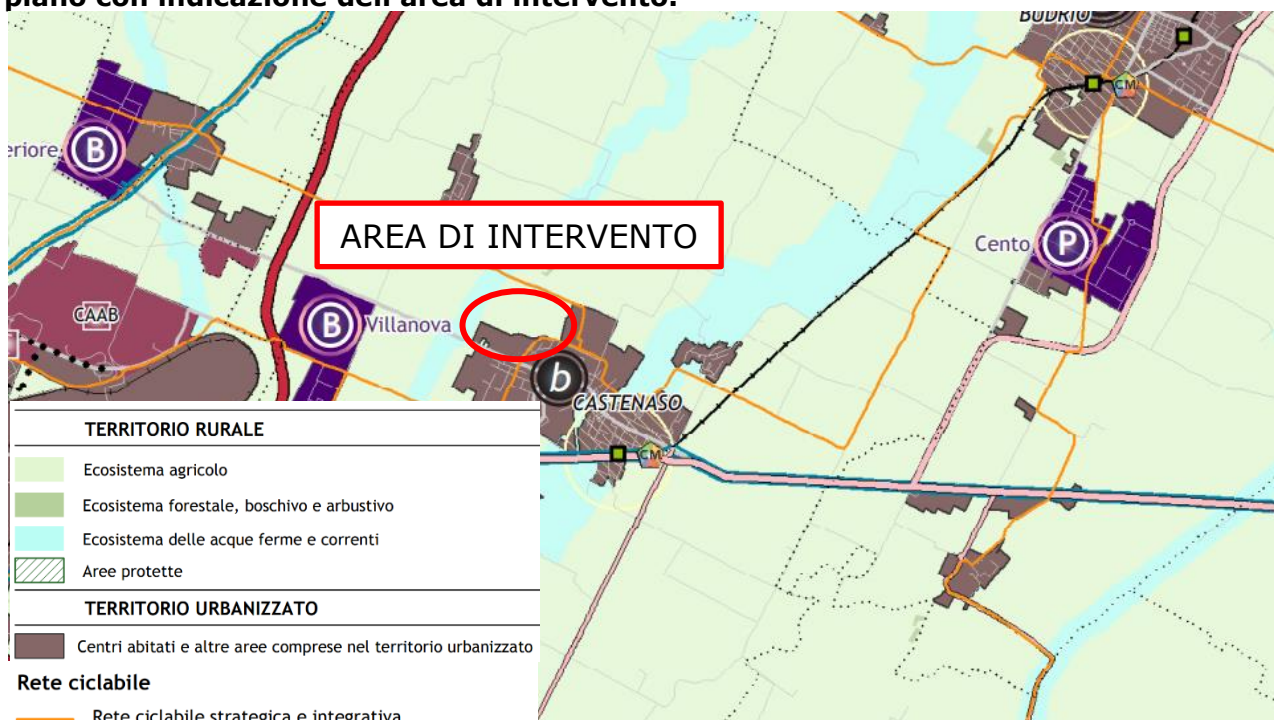 piano con indicazione dell'area di intervento.
BUDRIO
CM
eriore
B
AREA DI INTERVENTO
Cento
P
CAAB
B
Villanova
b
CASTENASO
CM
TERRITORIO RURALE
Ecosistema agricolo
Ecosistema forestale, boschivo e arbustivo
Ecosistema delle acque ferme e correnti
Aree protette
TERRITORIO URBANIZZATO
Centri abitati e altre aree comprese nel territorio urbanizzato
Rete ciclabile
Rete ciclabile strategica e integrativa